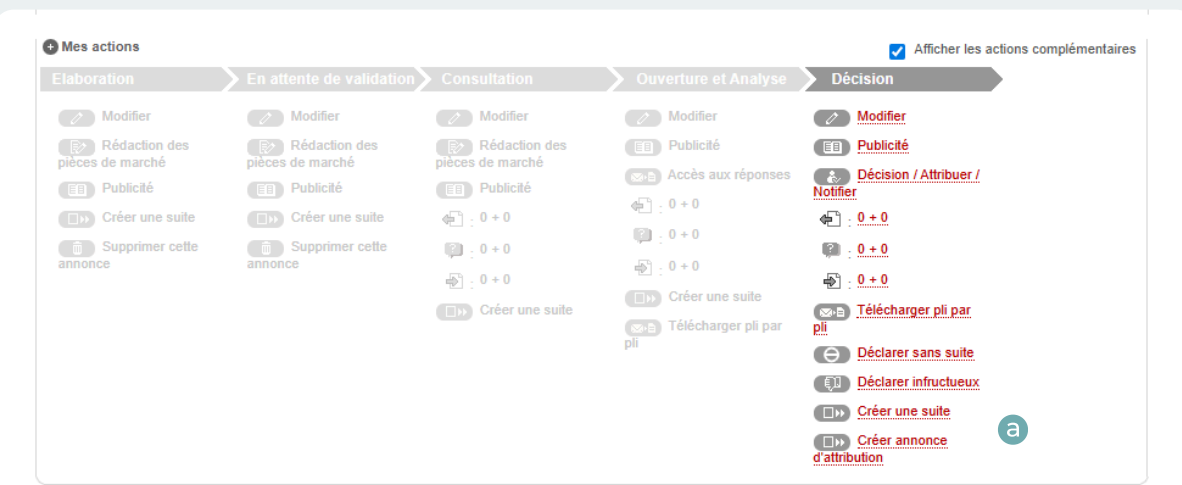 Mes actions
Afficher les actions complémentaires
Elaboration
En attente de validation
Consultation
Ouverture et Analyse
Décision
Modifier
Rédaction des
pièces de marché
Publicité
Créer une suite
Supprimer cette
annonce
Modifier
Rédaction des
pièces de marché
Publicité
Créer une suite
Supprimer cette
annonce
Modifier
Rédaction des
pièces de marché
Publicité
: 0 + 0
: 0 + 0
: 0 + 0
Créer une suite
Modifier
Publicité
Accès aux réponses
: 0 + 0
: 0 + 0
: 0 + 0
Créer une suite
Télécharger pli par
pli
Modifier
Publicité
Décision / Attribuer /
Notifier
: 0 + 0
: 0 + 0
: 0 + 0
Télécharger pli par
pli
Déclarer sans suite
Déclarer infructueux
Créer une suite
Créer annonce
d'attribution
a